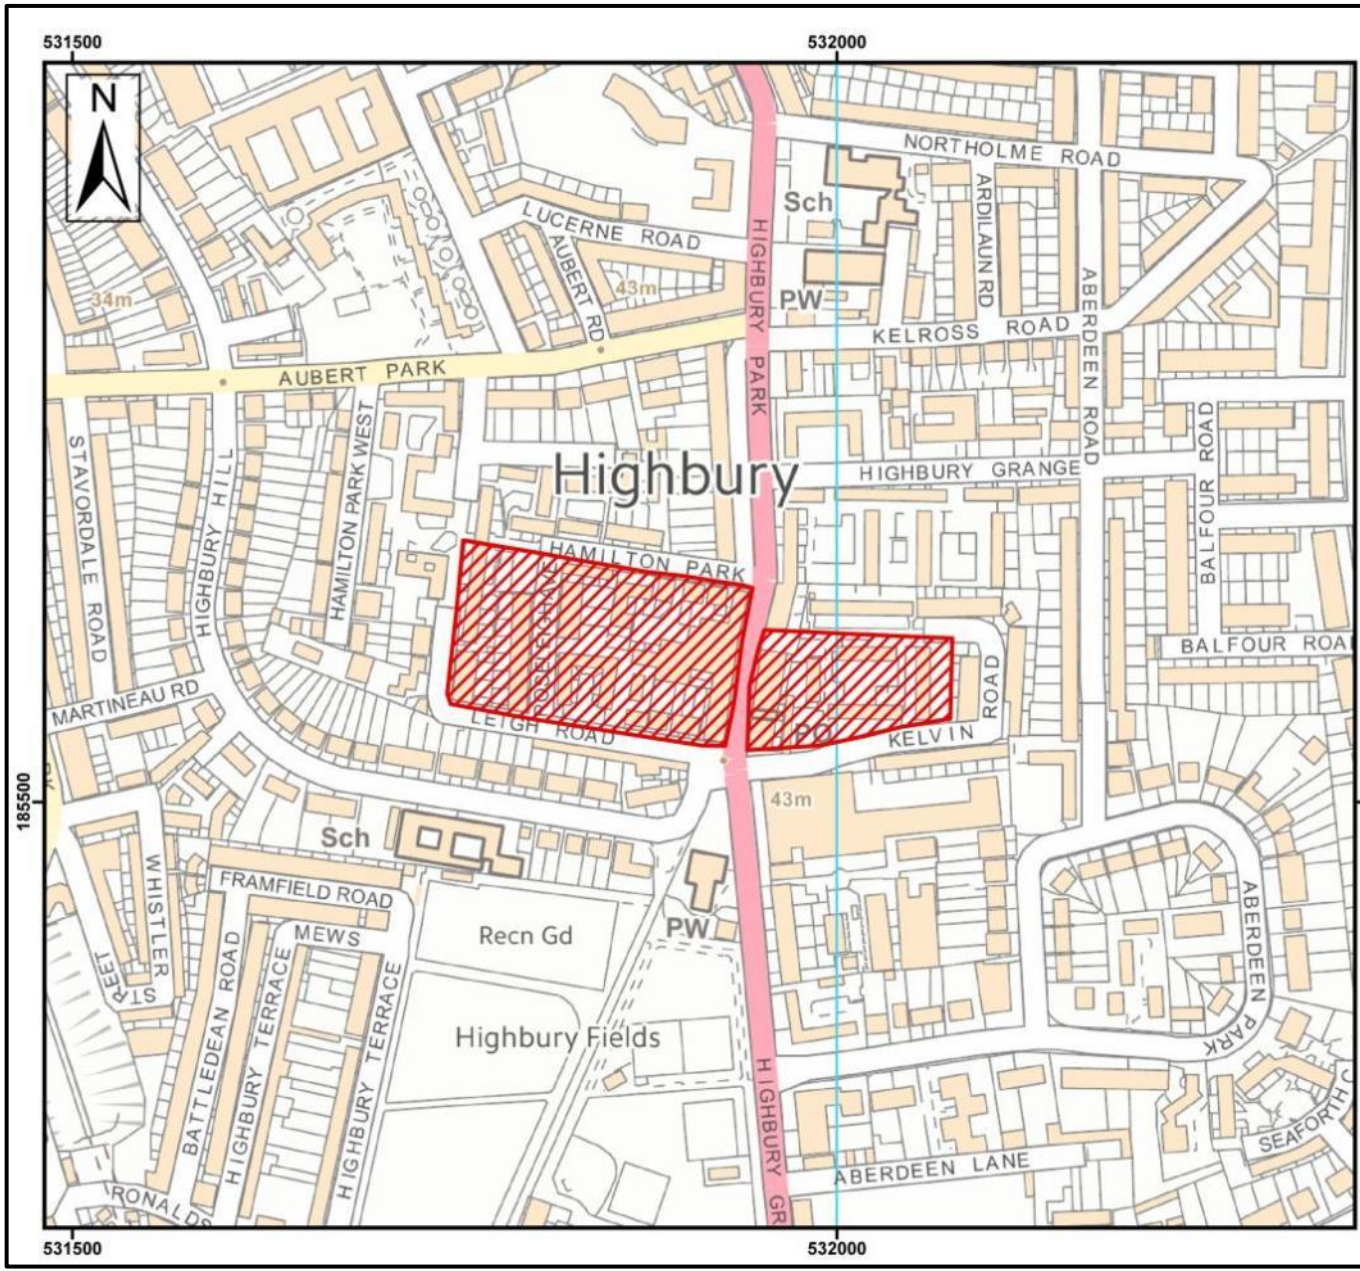 531500
532000
N
NORTHOLME ROAD
Sch
ARDILAUN RD
LUCERNE ROAD
AUBERT RD
HIGHBURY PARK
34m
43m
PW
KELROSS ROAD
ABERDEEN ROAD
AUBERT PARK
STAVORDALE ROAD
HIGHBURY HILL
HAMILTON PARK WEST
Highbury
HIGHBURY GRANGE
BALFOUR ROAD
HAMILTON PARK
BALFOUR ROA
ROAD
MARTINEAU RD
LEIGH ROAD
PO
KELVIN
185500
43m
Sch
WHISTLER
STREET
FRAMFIELD ROAD
MEWS
PW
Recn Gd
ABERDEEN
PARK
BATTLEDEAN ROAD
HIGHBURY TERRACE
HIGHBURY TERRACE
Highbury Fields
HIGHBURY GR
SEAFORTH C
ABERDEEN LANE
RONALDS
531500
532000